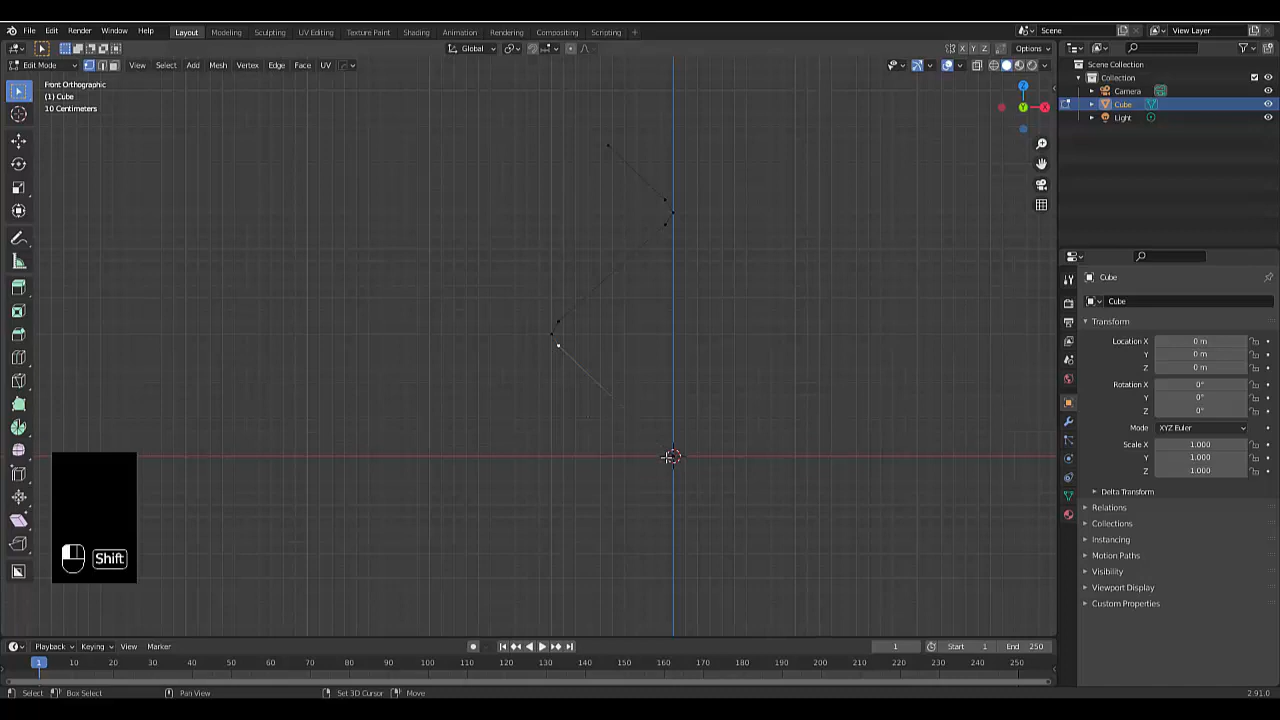 File Edit Render Window Help Layout Modeling Sculpting UV Editing Texture Paint Shading Animation Rendering Compositing Scripting + Scene View Layer
Global X Y Z Options
Edit Mode View Select Add Mesh Vertex Edge Face UV
Scene Collection
Collection
Camera
Cube
Light
Front Orthographic
(1) Cube
10 Centimeters
Z
Y
X
Cube
Cube
Transform
Location X 0 m
Y 0 m
Z 0 m
Rotation X 0°
Y 0°
Z 0°
Mode XYZ Euler
Scale X 1.000
Y 1.000
Z 1.000
Delta Transform
Relations
Collections
Instancing
Motion Paths
Visibility
Viewport Display
Custom Properties
Shift
Playback Keying View Marker 1 Start 1 End 250
1 10 20 30 40 50 60 70 80 90 100 110 120 130 140 150 160 170 180 190 200 210 220 230 240 250
Select Box Select Pan View Set 3D Cursor Move 2.91.0